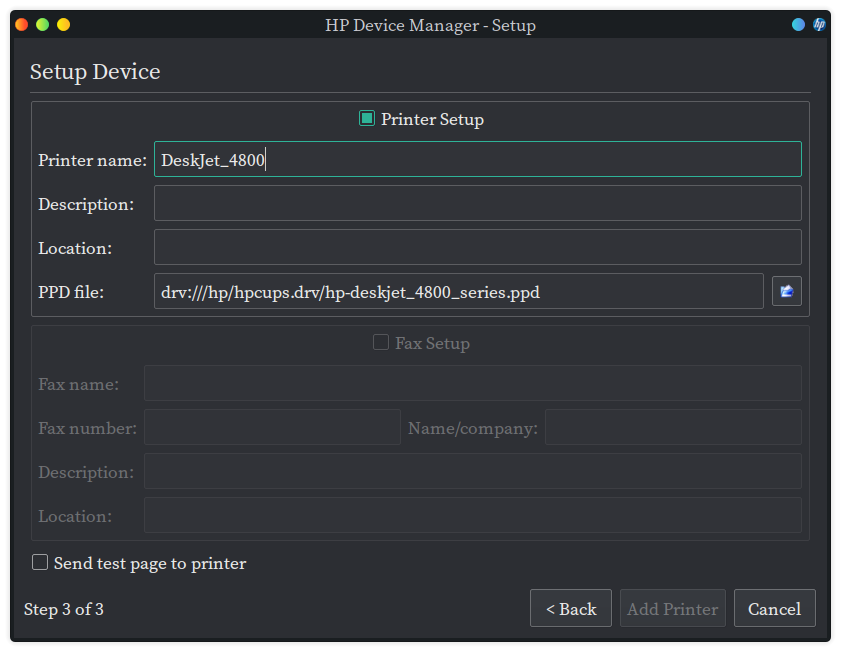 HP Device Manager - Setup
hp
Setup Device
Printer Setup
Printer name: DeskJet_4800
Description:
Location:
PPD file: drv:///hp/hpcups.drv/hp-deskjet_4800_series.ppd
Fax Setup
Fax name:
Fax number: Name/company:
Description:
Location:
Send test page to printer
Step 3 of 3 < Back Add Printer Cancel